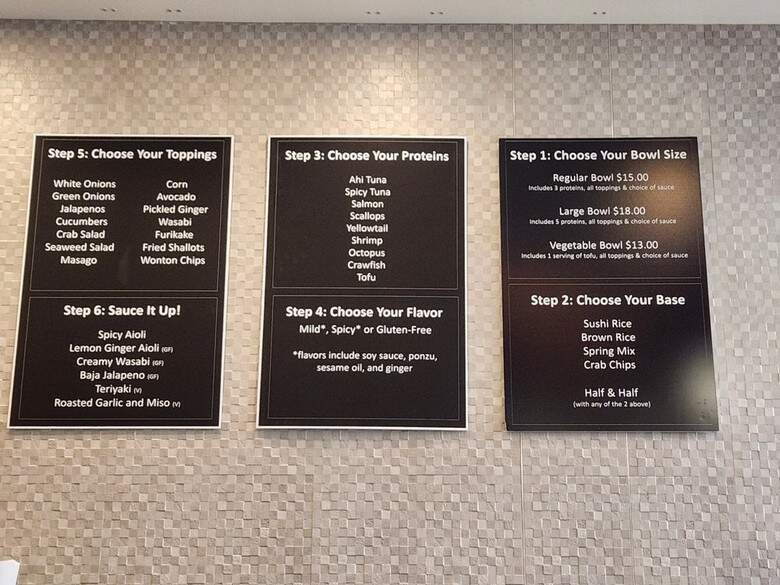 Step 5: Choose Your Toppings
White Onions
Green Onions
Jalapenos
Cucumbers
Crab Salad
Seaweed Salad
Masago
Corn
Avocado
Pickled Ginger
Wasabi
Furikake
Fried Shallots
Wonton Chips
Step 6: Sauce It Up!
Spicy Aioli
Lemon Ginger Aioli (GF)
Creamy Wasabi (GF)
Baja Jalapeno (GF)
Teriyaki (V)
Roasted Garlic and Miso (V)
Step 3: Choose Your Proteins
Ahi Tuna
Spicy Tuna
Salmon
Scallops
Yellowtail
Shrimp
Octopus
Crawfish
Tofu
Step 4: Choose Your Flavor
Mild*, Spicy* or Gluten-Free
*flavors include soy sauce, ponzu,
sesame oil, and ginger
Step 1: Choose Your Bowl Size
Regular Bowl $15.00
Includes 3 proteins, all toppings & choice of sauce
Large Bowl $18.00
Includes 5 proteins, all toppings & choice of sauce
Vegetable Bowl $13.00
Includes 1 serving of tofu, all toppings & choice of sauce
Step 2: Choose Your Base
Sushi Rice
Brown Rice
Spring Mix
Crab Chips
Half & Half
(with any of the 2 above)